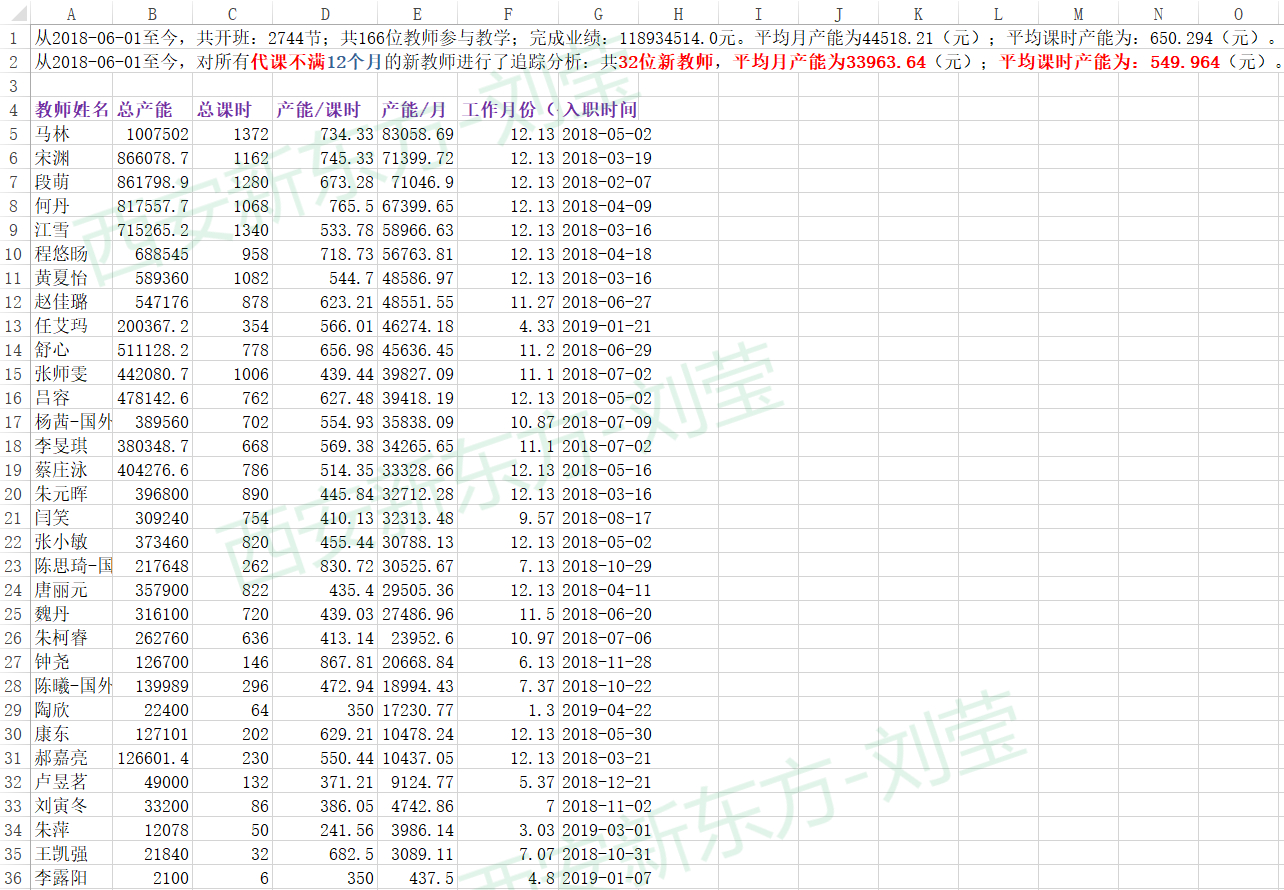 A B C D E F G H I J K L M N O
1 从2018-06-01至今，共开班：2744节；共166位教师参与教学；完成业绩：118934514.0元。平均月产能为44518.21（元）；平均课时产能为：650.294（元）。
2 从2018-06-01至今，对所有代课不满12个月的新教师进行了追踪分析：共32位新教师，平均月产能为33963.64（元）；平均课时产能为：549.964（元）。
3
4 教师姓名 总产能 总课时 产能/课时 产能/月 工作月份（ 入职时间
5 马林 1007502 1372 734.33 83058.69 12.13 2018-05-02
6 宋渊 866078.7 1162 745.33 71399.72 12.13 2018-03-19
7 段萌 861798.9 1280 673.28 71046.9 12.13 2018-02-07
8 何丹 817557.7 1068 765.5 67399.65 12.13 2018-04-09
9 江雪 715265.2 1340 533.78 58966.63 12.13 2018-03-16
10 程悠旸 688545 958 718.73 56763.81 12.13 2018-04-18
11 黄夏怡 589360 1082 544.7 48586.97 12.13 2018-03-16
12 赵佳璐 547176 878 623.21 48551.55 11.27 2018-06-27
13 任艾玛 200367.2 354 566.01 46274.18 4.33 2019-01-21
14 舒心 511128.2 778 656.98 45636.45 11.2 2018-06-29
15 张师雯 442080.7 1006 439.44 39827.09 11.1 2018-07-02
16 吕容 478142.6 762 627.48 39418.19 12.13 2018-05-02
17 杨茜-国外 389560 702 554.93 35838.09 10.87 2018-07-09
18 李旻琪 380348.7 668 569.38 34265.65 11.1 2018-07-02
19 蔡庄泳 404276.6 786 514.35 33328.66 12.13 2018-05-16
20 朱元晖 396800 890 445.84 32712.28 12.13 2018-03-16
21 闫笑 309240 754 410.13 32313.48 9.57 2018-08-17
22 张小敏 373460 820 455.44 30788.13 12.13 2018-05-02
23 陈思琦-国 217648 262 830.72 30525.67 7.13 2018-10-29
24 唐丽元 357900 822 435.4 29505.36 12.13 2018-04-11
25 魏丹 316100 720 439.03 27486.96 11.5 2018-06-20
26 朱柯睿 262760 636 413.14 23952.6 10.97 2018-07-06
27 钟尧 126700 146 867.81 20668.84 6.13 2018-11-28
28 陈曦-国外 139989 296 472.94 18994.43 7.37 2018-10-22
29 陶欣 22400 64 350 17230.77 1.3 2019-04-22
30 康东 127101 202 629.21 10478.24 12.13 2018-05-30
31 郝嘉亮 126601.4 230 550.44 10437.05 12.13 2018-03-21
32 卢昱茗 49000 132 371.21 9124.77 5.37 2018-12-21
33 刘寅冬 33200 86 386.05 4742.86 7 2018-11-02
34 朱萍 12078 50 241.56 3986.14 3.03 2019-03-01
35 王凯强 21840 32 682.5 3089.11 7.07 2018-10-31
36 李露阳 2100 6 350 437.5 4.8 2019-01-07
西安新东方-刘莹
西安新东方-刘莹
西安新东方-刘莹